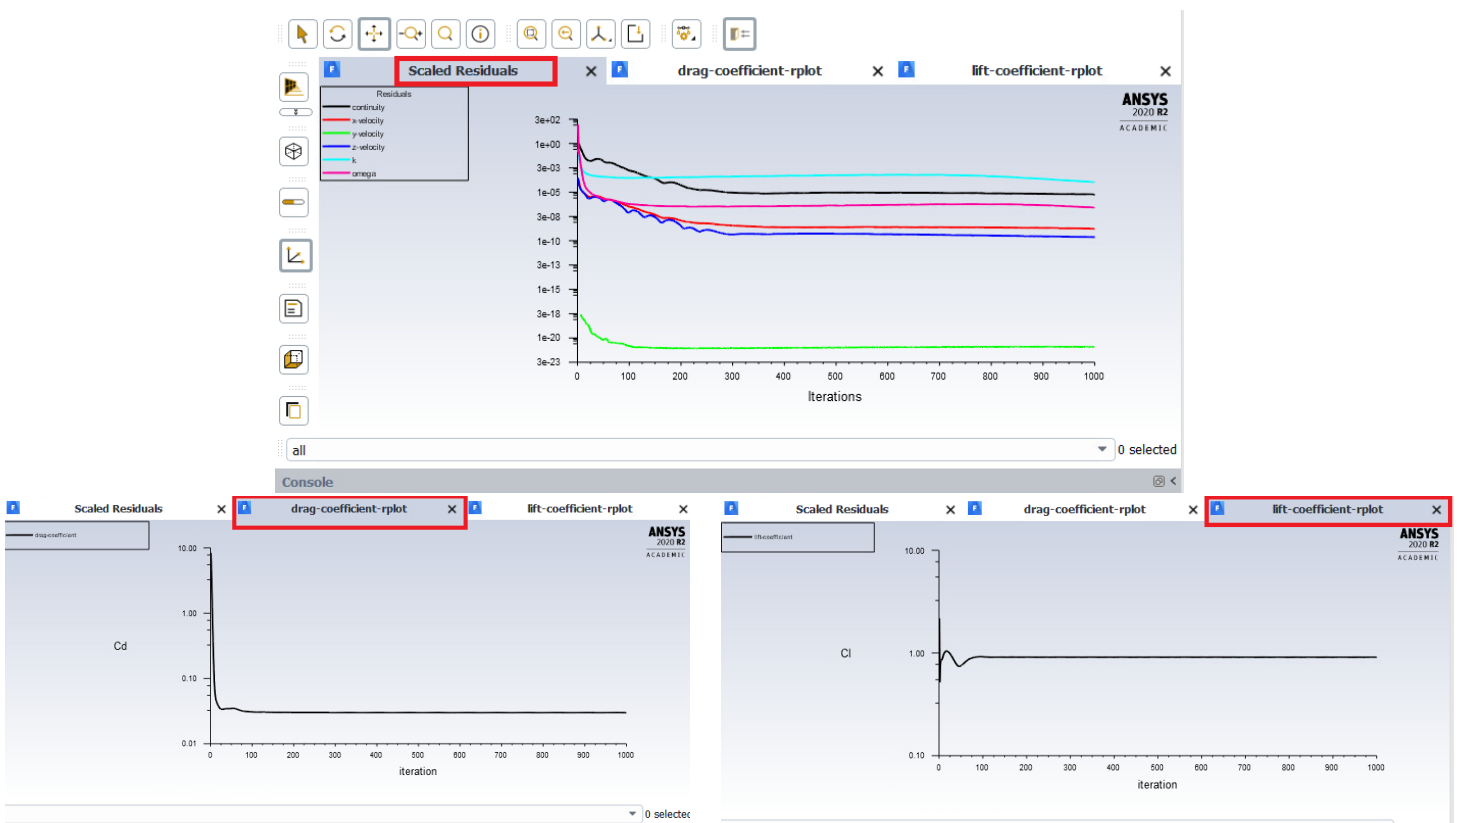 Scaled Residuals
drag-coefficient-rplot
lift-coefficient-rplot
Residuals
continuity
x-velocity
y-velocity
z-velocity
k
omega
ANSYS
2020 R2
ACADEMIC
3e+02
1e+00
3e-03
1e-05
3e-08
1e-10
3e-13
1e-15
3e-18
1e-20
3e-23
0 100 200 300 400 500 600 700 800 900 1000
Iterations
all
0 selected
Console
Scaled Residuals
drag-coefficient-rplot
lift-coefficient-rplot
drag-coefficient
ANSYS
2020 R2
ACADEMIC
10.00
1.00
Cd
0.10
0.01
0 100 200 300 400 500 600 700 800 900 1000
iteration
0 selected
Scaled Residuals
drag-coefficient-rplot
lift-coefficient-rplot
lift-coefficient
ANSYS
2020 R2
ACADEMIC
10.00
Cl
1.00
0.10
0 100 200 300 400 500 600 700 800 900 1000
iteration